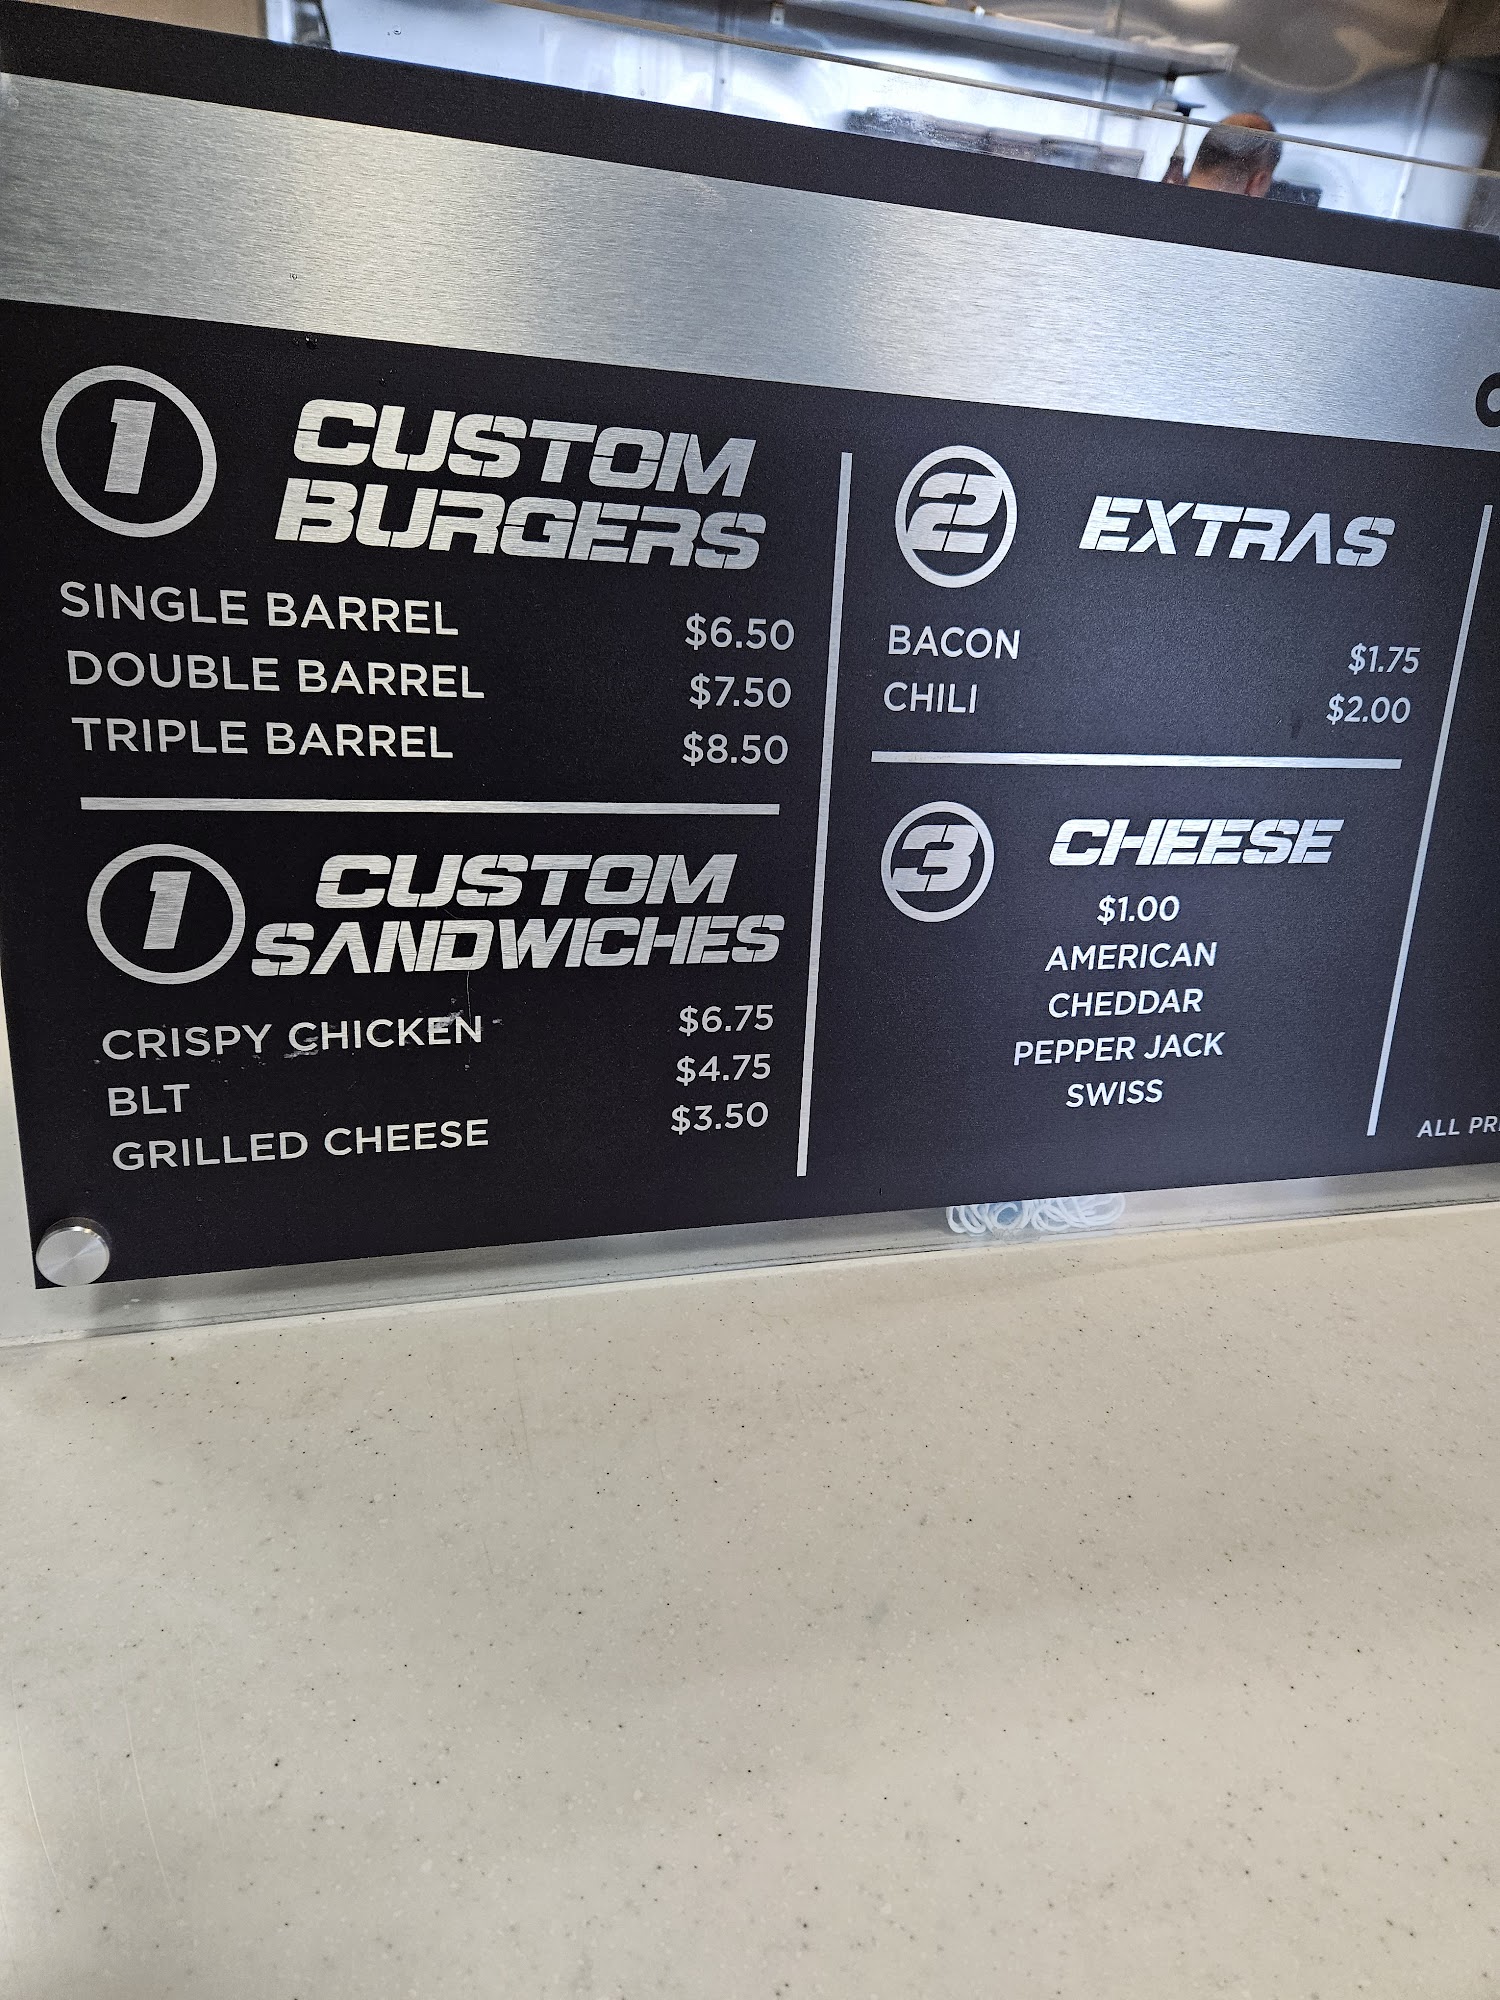 1
CUSTOM
BURGERS
SINGLE BARREL $6.50
DOUBLE BARREL $7.50
TRIPLE BARREL $8.50
1
CUSTOM
SANDWICHES
CRISPY CHICKEN $6.75
BLT $4.75
GRILLED CHEESE $3.50
2 EXTRAS
BACON $1.75
CHILI $2.00
3 CHEESE
$1.00
AMERICAN
CHEDDAR
PEPPER JACK
SWISS
ALL